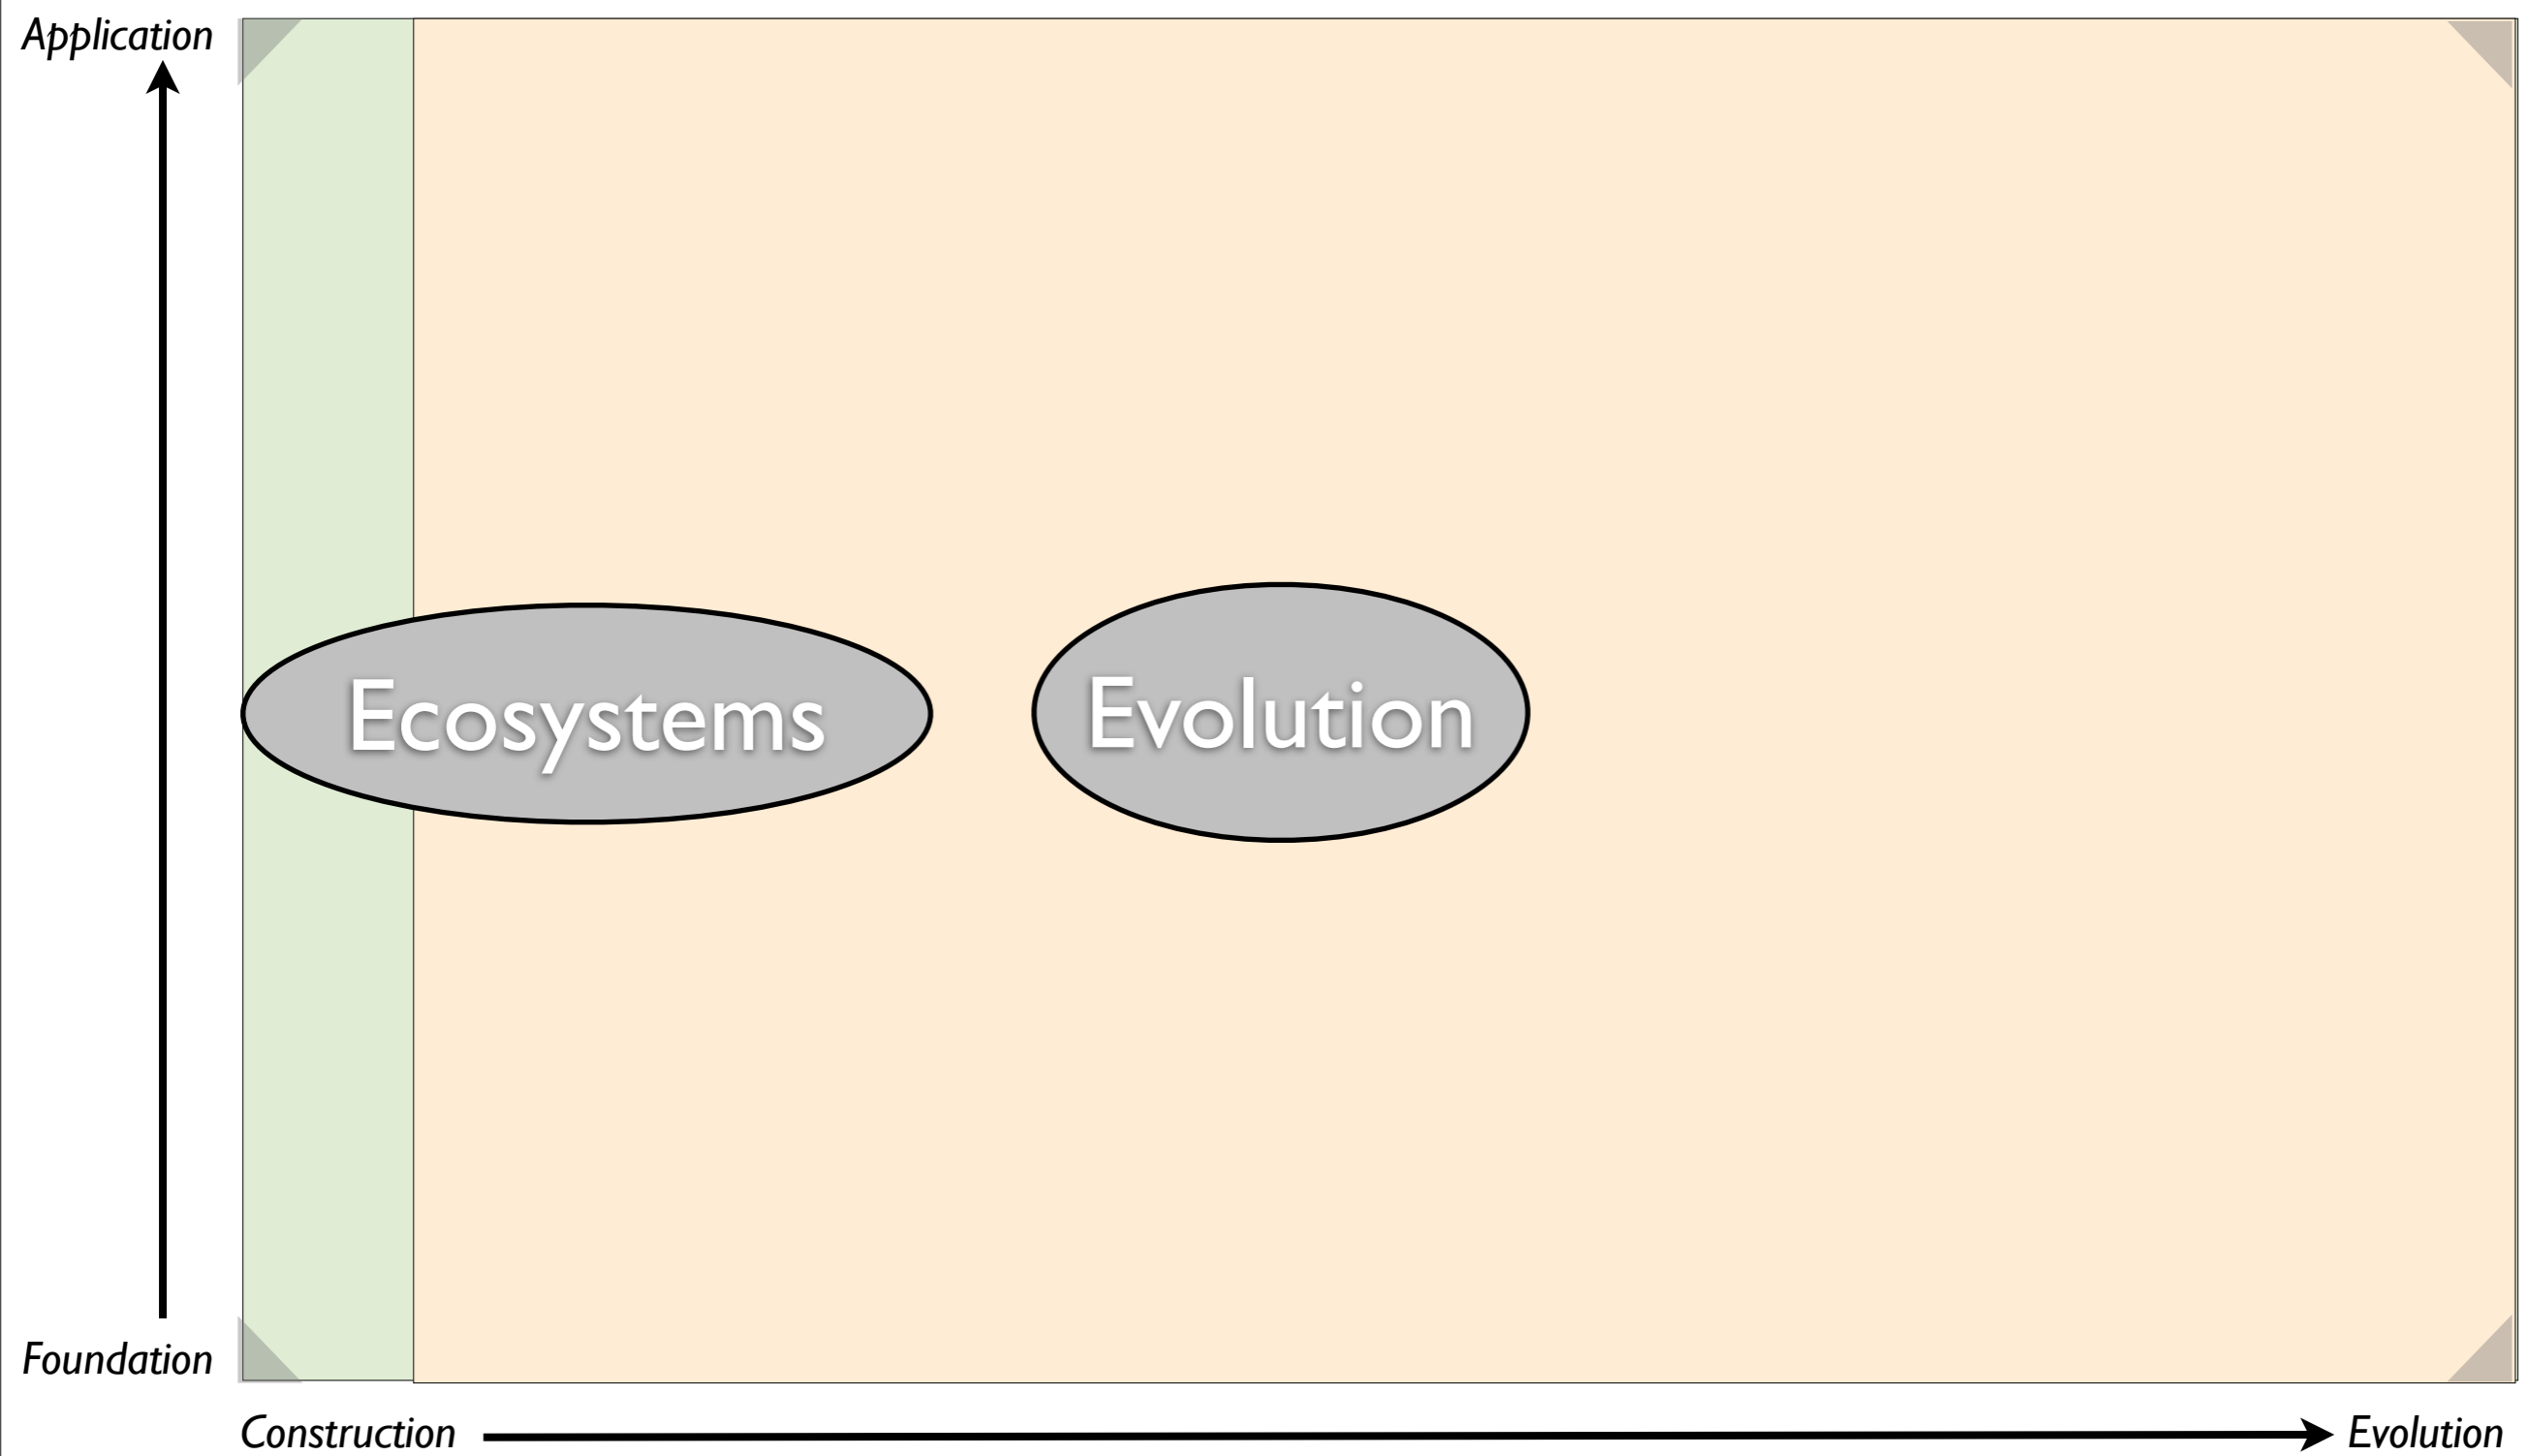 Application
Ecosystems
Evolution
Foundation
Construction
Evolution